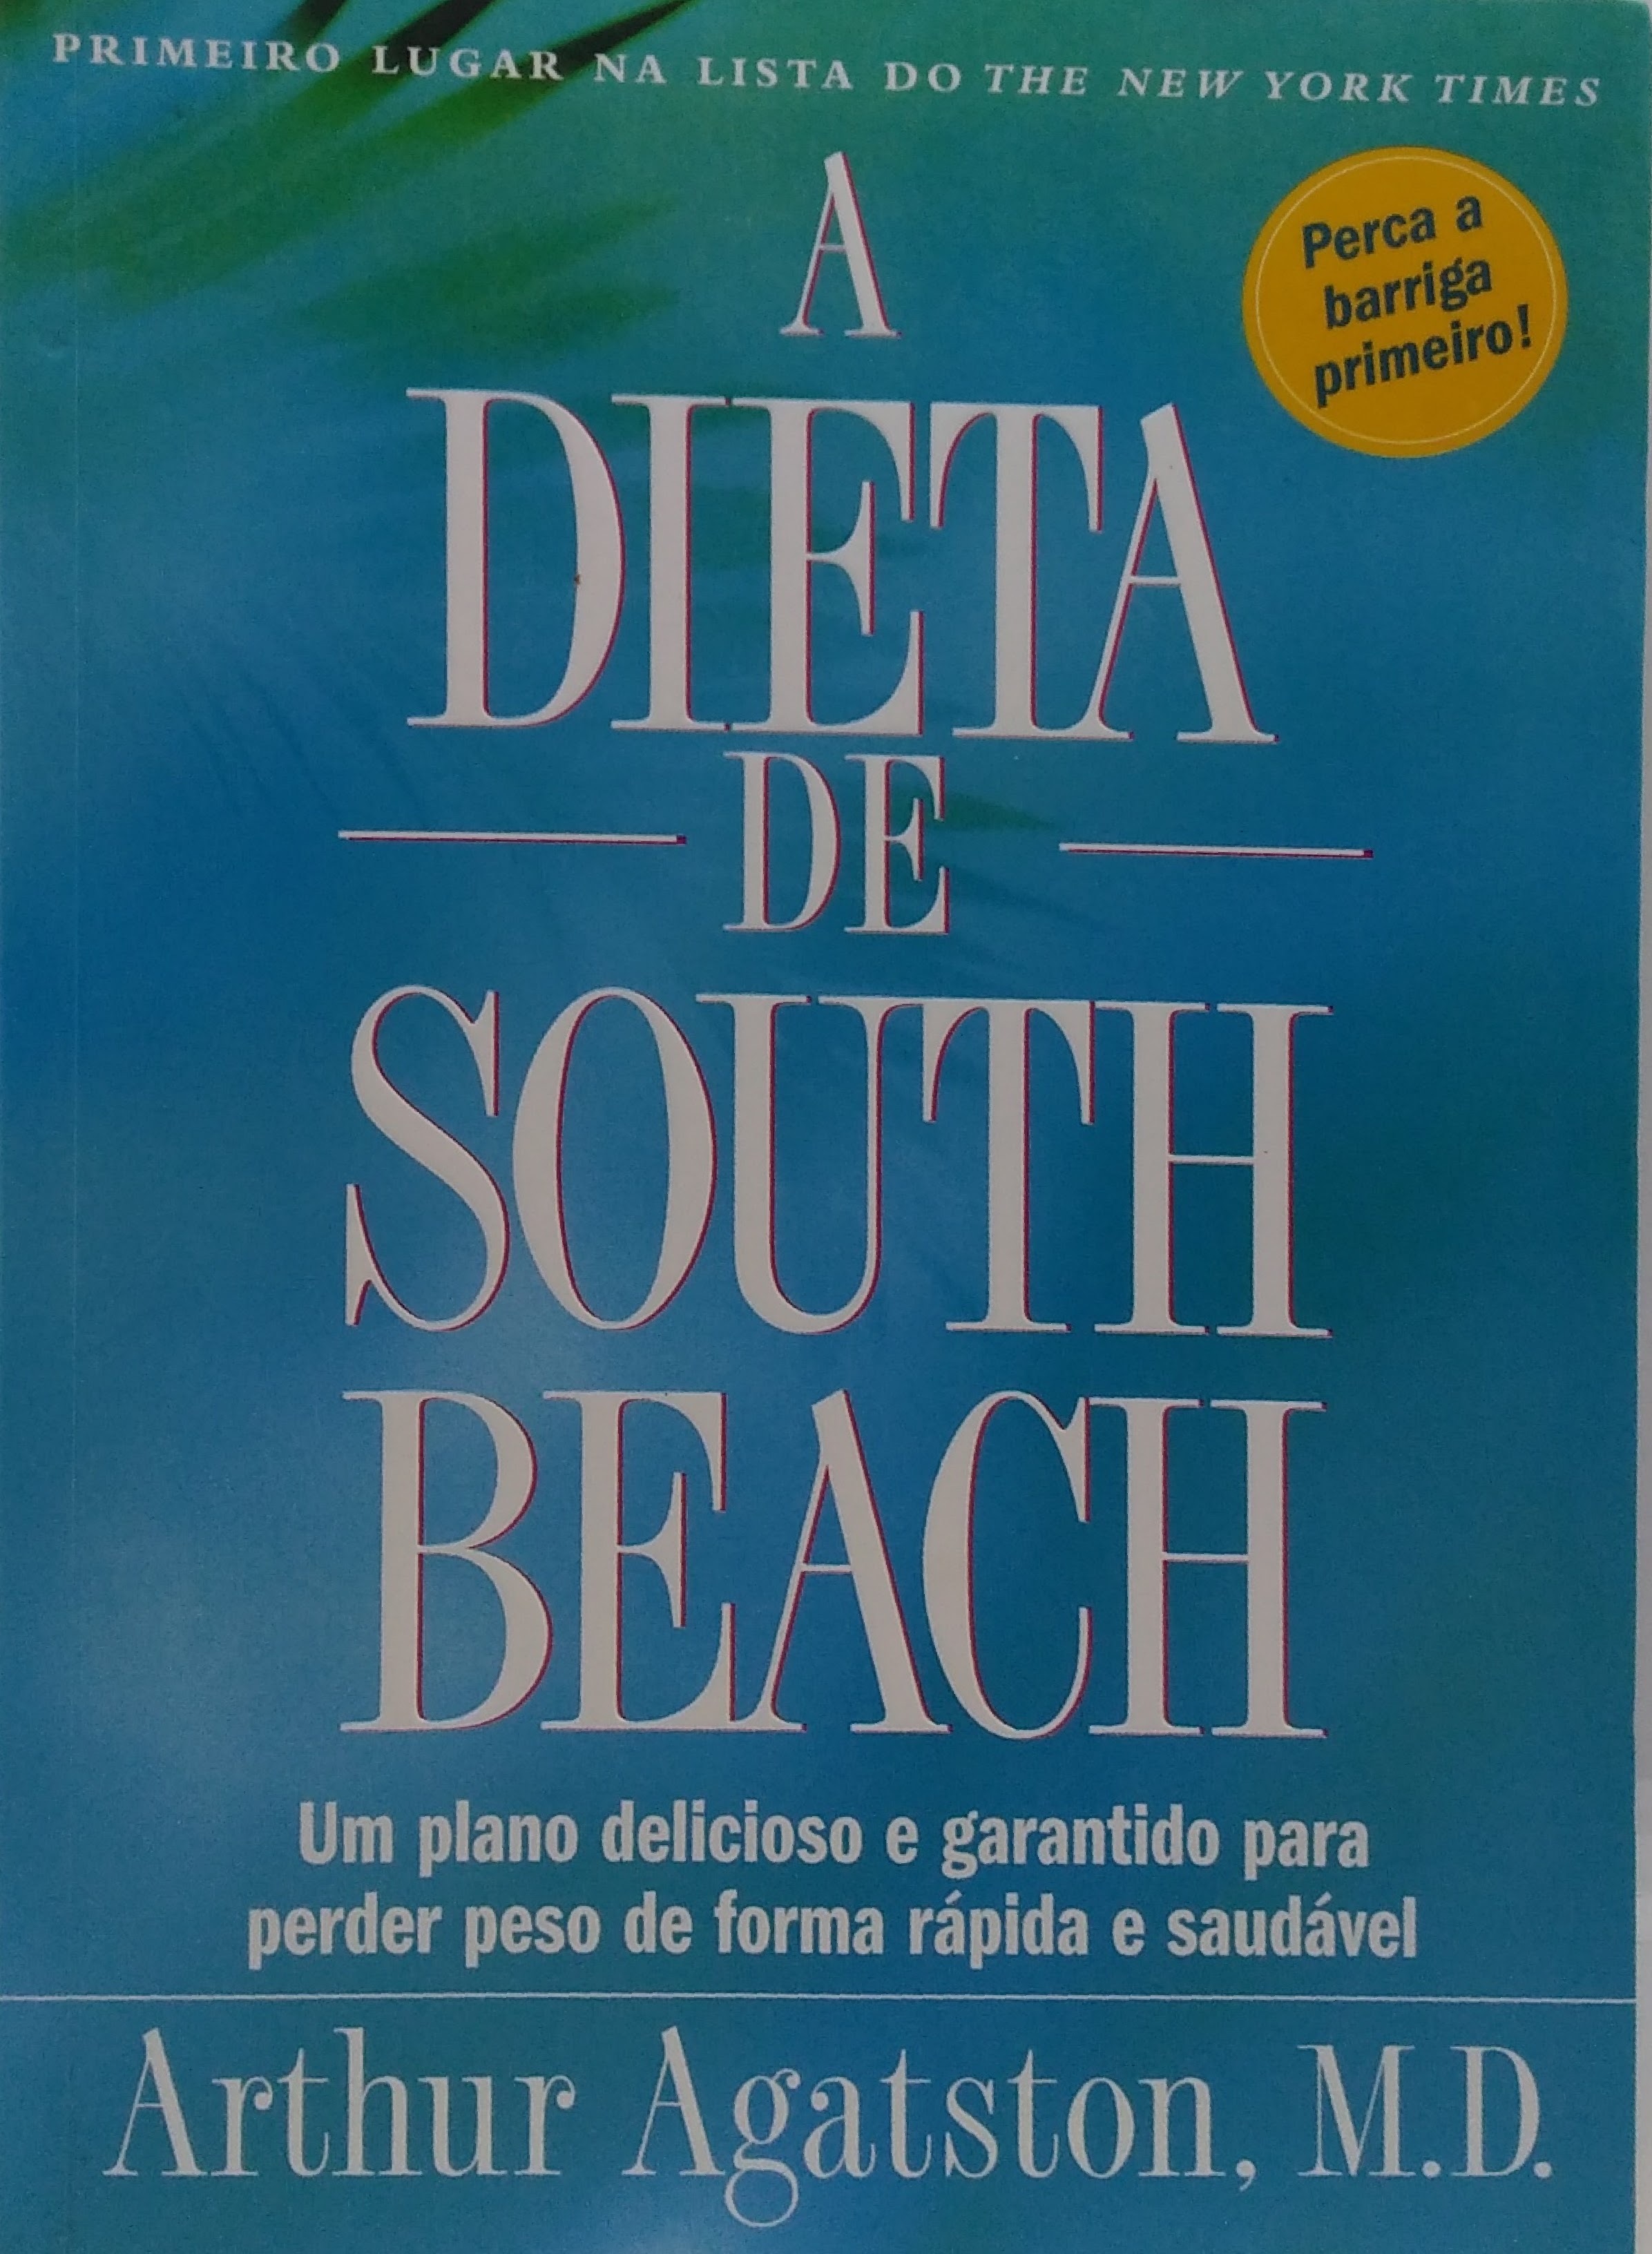 PRIMEIRO LUGAR NA LISTA DO THE NEW YORK TIMES
Perca a
barriga
primeiro!
A
DIETA
DE
SOUTH
BEACH
Um plano delicioso e garantido para
perder peso de forma rápida e saudável
Arthur Agatston, M.D.